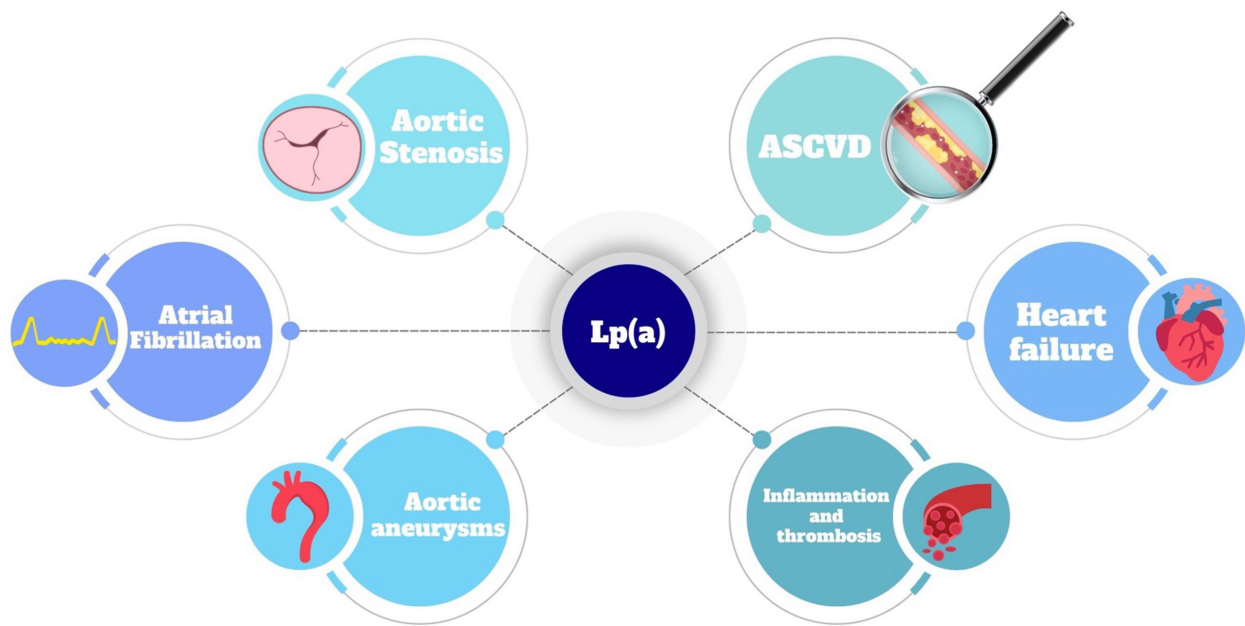 Aortic
Stenosis
ASCVD
Atrial
Fibrillation
Lp(a)
Heart
failure
Aortic
aneurysms
Inflammation
and
thrombosis